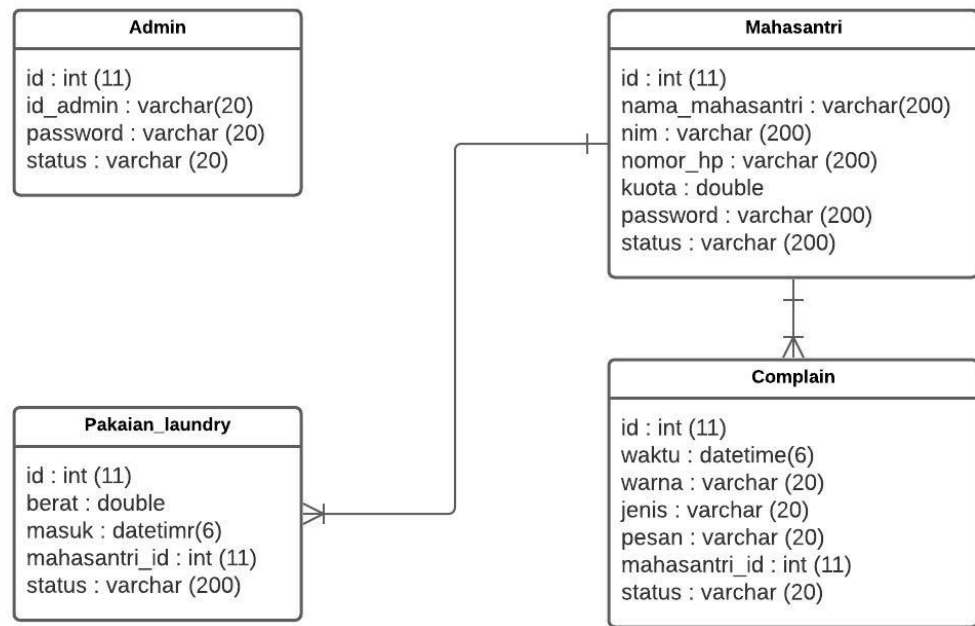 Admin
id : int (11)
id_admin : varchar(20)
password : varchar (20)
status : varchar (20)
Mahasantri
id : int (11)
nama_mahasantri : varchar(200)
nim : varchar (200)
nomor_hp : varchar (200)
kuota : double
password : varchar (200)
status : varchar (200)
Pakaian_laundry
id : int (11)
berat : double
masuk : datetimr(6)
mahasantri_id : int (11)
status : varchar (200)
Complain
id : int (11)
waktu : datetime(6)
warna : varchar (20)
jenis : varchar (20)
pesan : varchar (20)
mahasantri_id : int (11)
status : varchar (20)